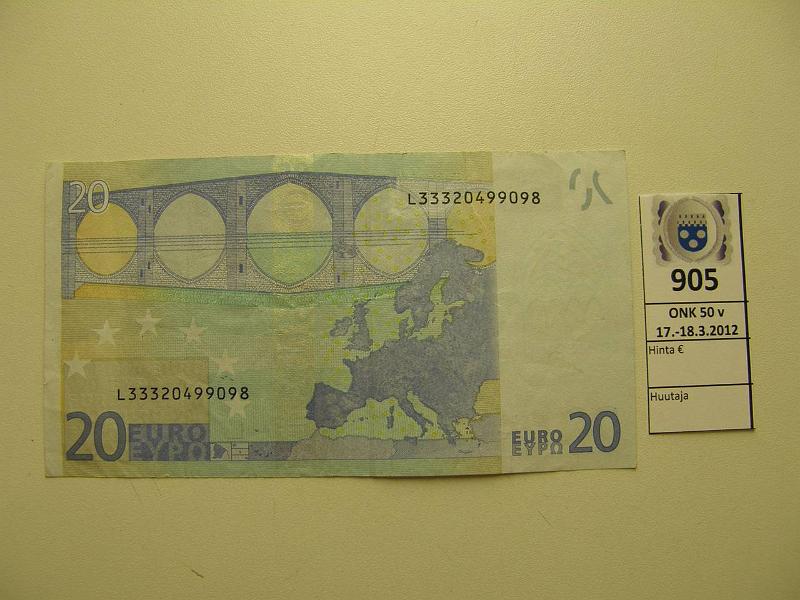 20
L33320499098
L33320499098
20 EURO
ΕΥΡΩ
EURO 20
ΕΥΡΩ
905
ONK 50 v
17.-18.3.2012
Hinta €
Huutaja